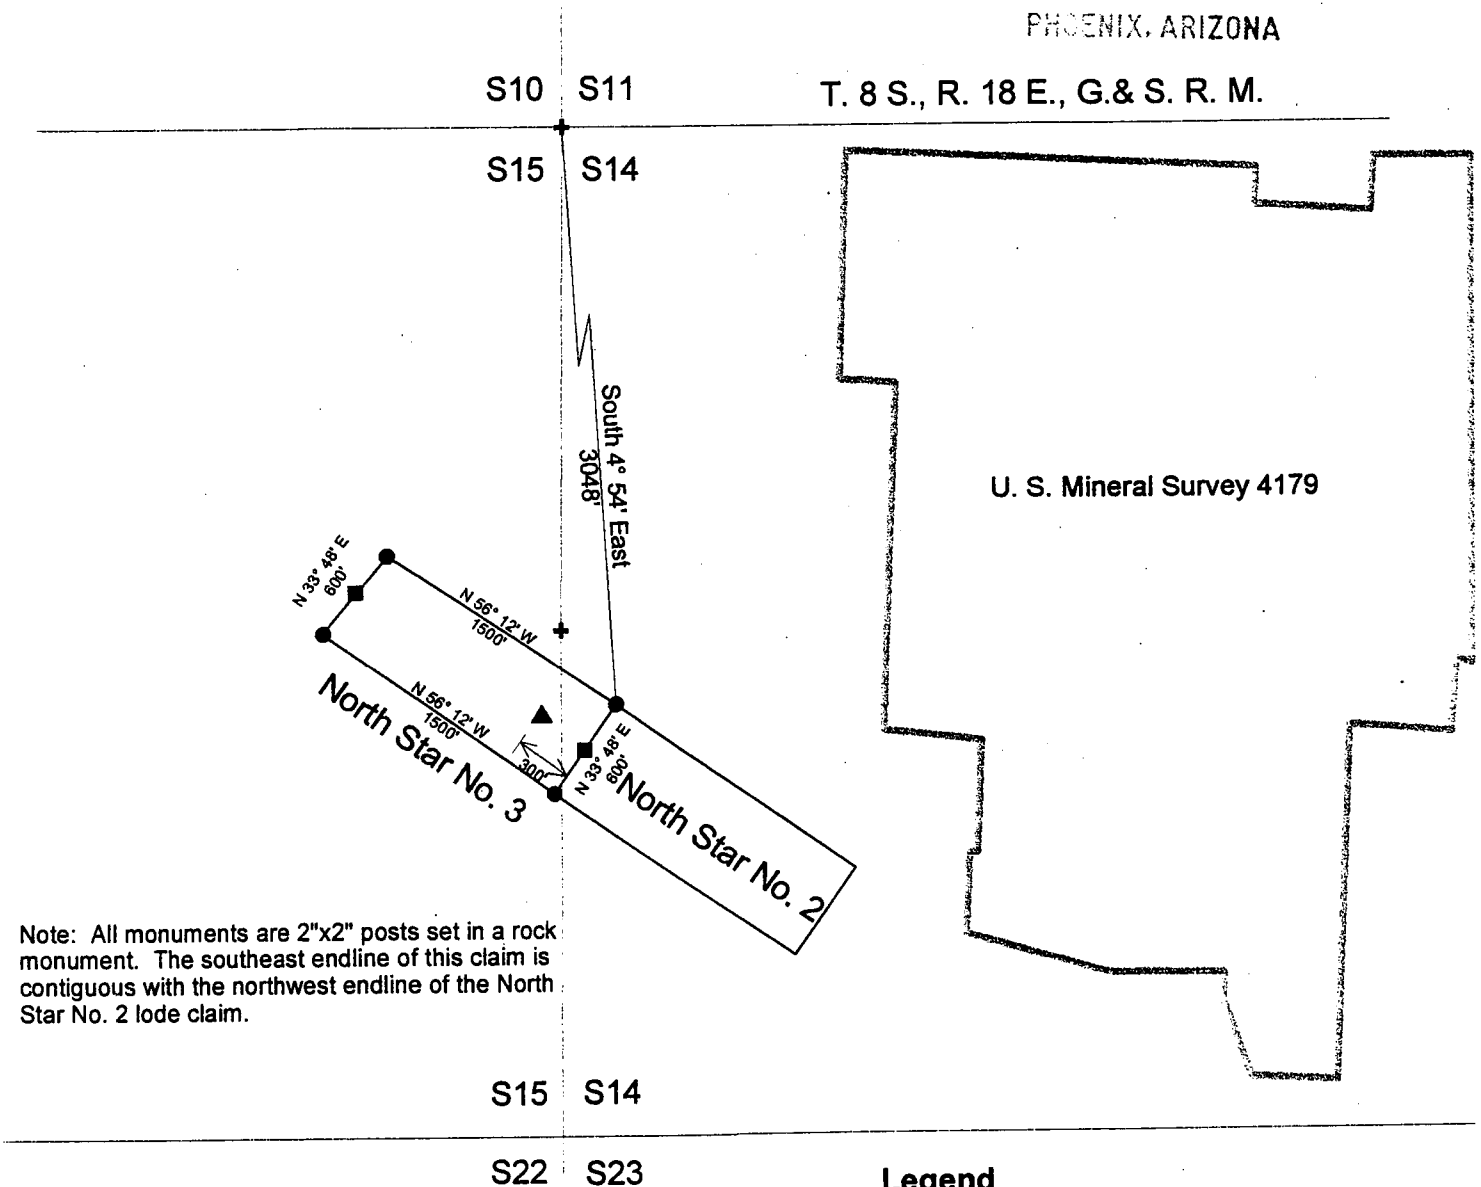 PHOENIX, ARIZONA
S10 S11
T. 8 S., R. 18 E., G.& S. R. M.
S15 S14
South 4° 54' East
3048'
U. S. Mineral Survey 4179
N 33° 48' E
600'
N 56° 12' W
1500'
N 56° 12' W
1500'
300'
N 33° 48' E
600'
North Star No. 3
North Star No. 2
Note: All monuments are 2"x2" posts set in a rock
monument. The southeast endline of this claim is
contiguous with the northwest endline of the North
Star No. 2 lode claim.
S15 S14
S22 S23
Legend